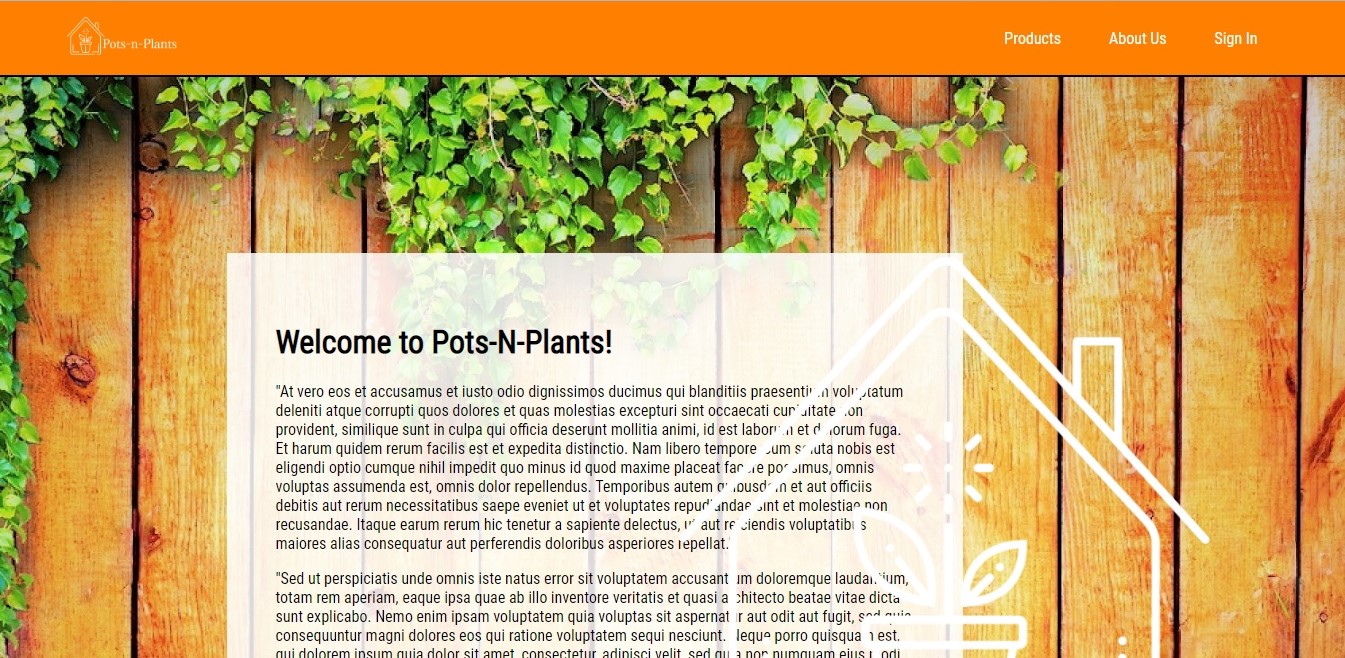 Pots-n-Plants
Products
About Us
Sign In
Welcome to Pots-N-Plants!
"At vero eos et accusamus et iusto odio dignissimos ducimus qui blanditiis praesentium voluptatum
deleniti atque corrupti quos dolores et quas molestias excepturi sint occaecati cupiditate non
provident, similique sunt in culpa qui officia deserunt mollitia animi, id est laborum et dolorum fuga.
Et harum quidem rerum facilis est et expedita distinctio. Nam libero tempore cum soluta nobis est
eligendi optio cumque nihil impedit quo minus id quod maxime placeat facere possimus, omnis
voluptas assumenda est, omnis dolor repellendus. Temporibus autem quibusdam et aut officiis
debitis aut rerum necessitatibus saepe eveniet ut et voluptates repudiandae sint et molestiae non
recusandae. Itaque earum rerum hic tenetur a sapiente delectus, ut aut reiciendis voluptatibus
maiores alias consequatur aut perferendis doloribus asperiores repellat."
"Sed ut perspiciatis unde omnis iste natus error sit voluptatem accusantium doloremque laudantium,
totam rem aperiam, eaque ipsa quae ab illo inventore veritatis et quasi architecto beatae vitae dicta
sunt explicabo. Nemo enim ipsam voluptatem quia voluptas sit aspernatur aut odit aut fugit, sed quia
consequuntur magni dolores eos qui ratione voluptatem sequi nesciunt. Neque porro quisquam est,
qui dolorem ipsum quia dolor sit amet, consectetur, adipisci velit, sed quia non numquam eius modi